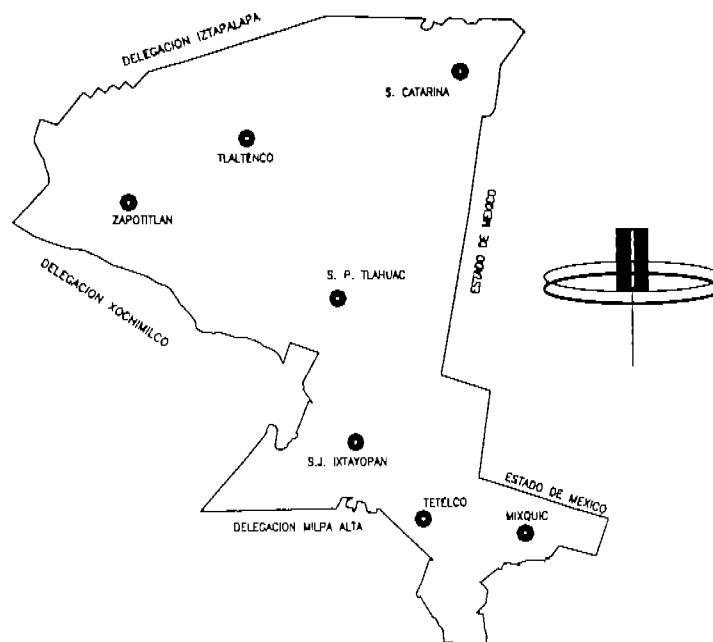 DELEGACION IZTAPALAPA
S. CATARINA
TLALTENCO
ZAPOTITLAN
ESTADO DE MEXICO
DELEGACION XOCHIMILCO
S. P. TLAHUAC
S.J. IXTAYOPAN
ESTADO DE MEXICO
TETELCO
MIXQUIC
DELEGACION MILPA ALTA